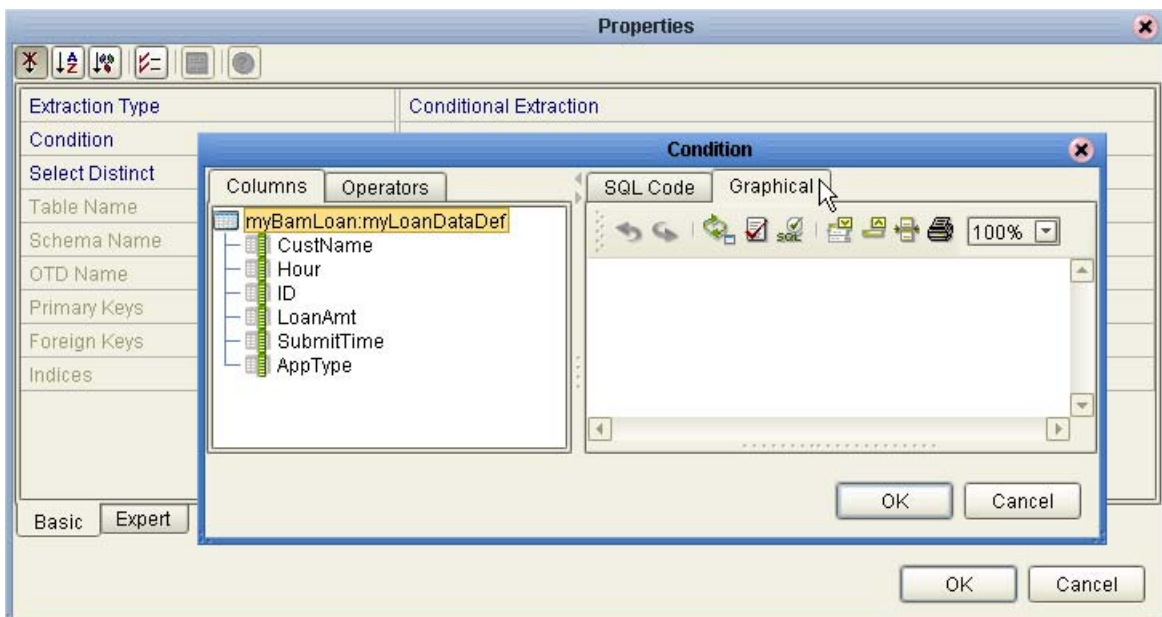 Properties
Extraction Type
Conditional Extraction
Condition
Select Distinct
Table Name
Schema Name
OTD Name
Primary Keys
Foreign Keys
Indices
Basic
Expert
Condition
Columns
Operators
myBamLoan:myLoanDataDef
CustName
Hour
ID
LoanAmt
SubmitTime
AppType
SQL Code
Graphical
SQL
100%
OK
Cancel
OK
Cancel